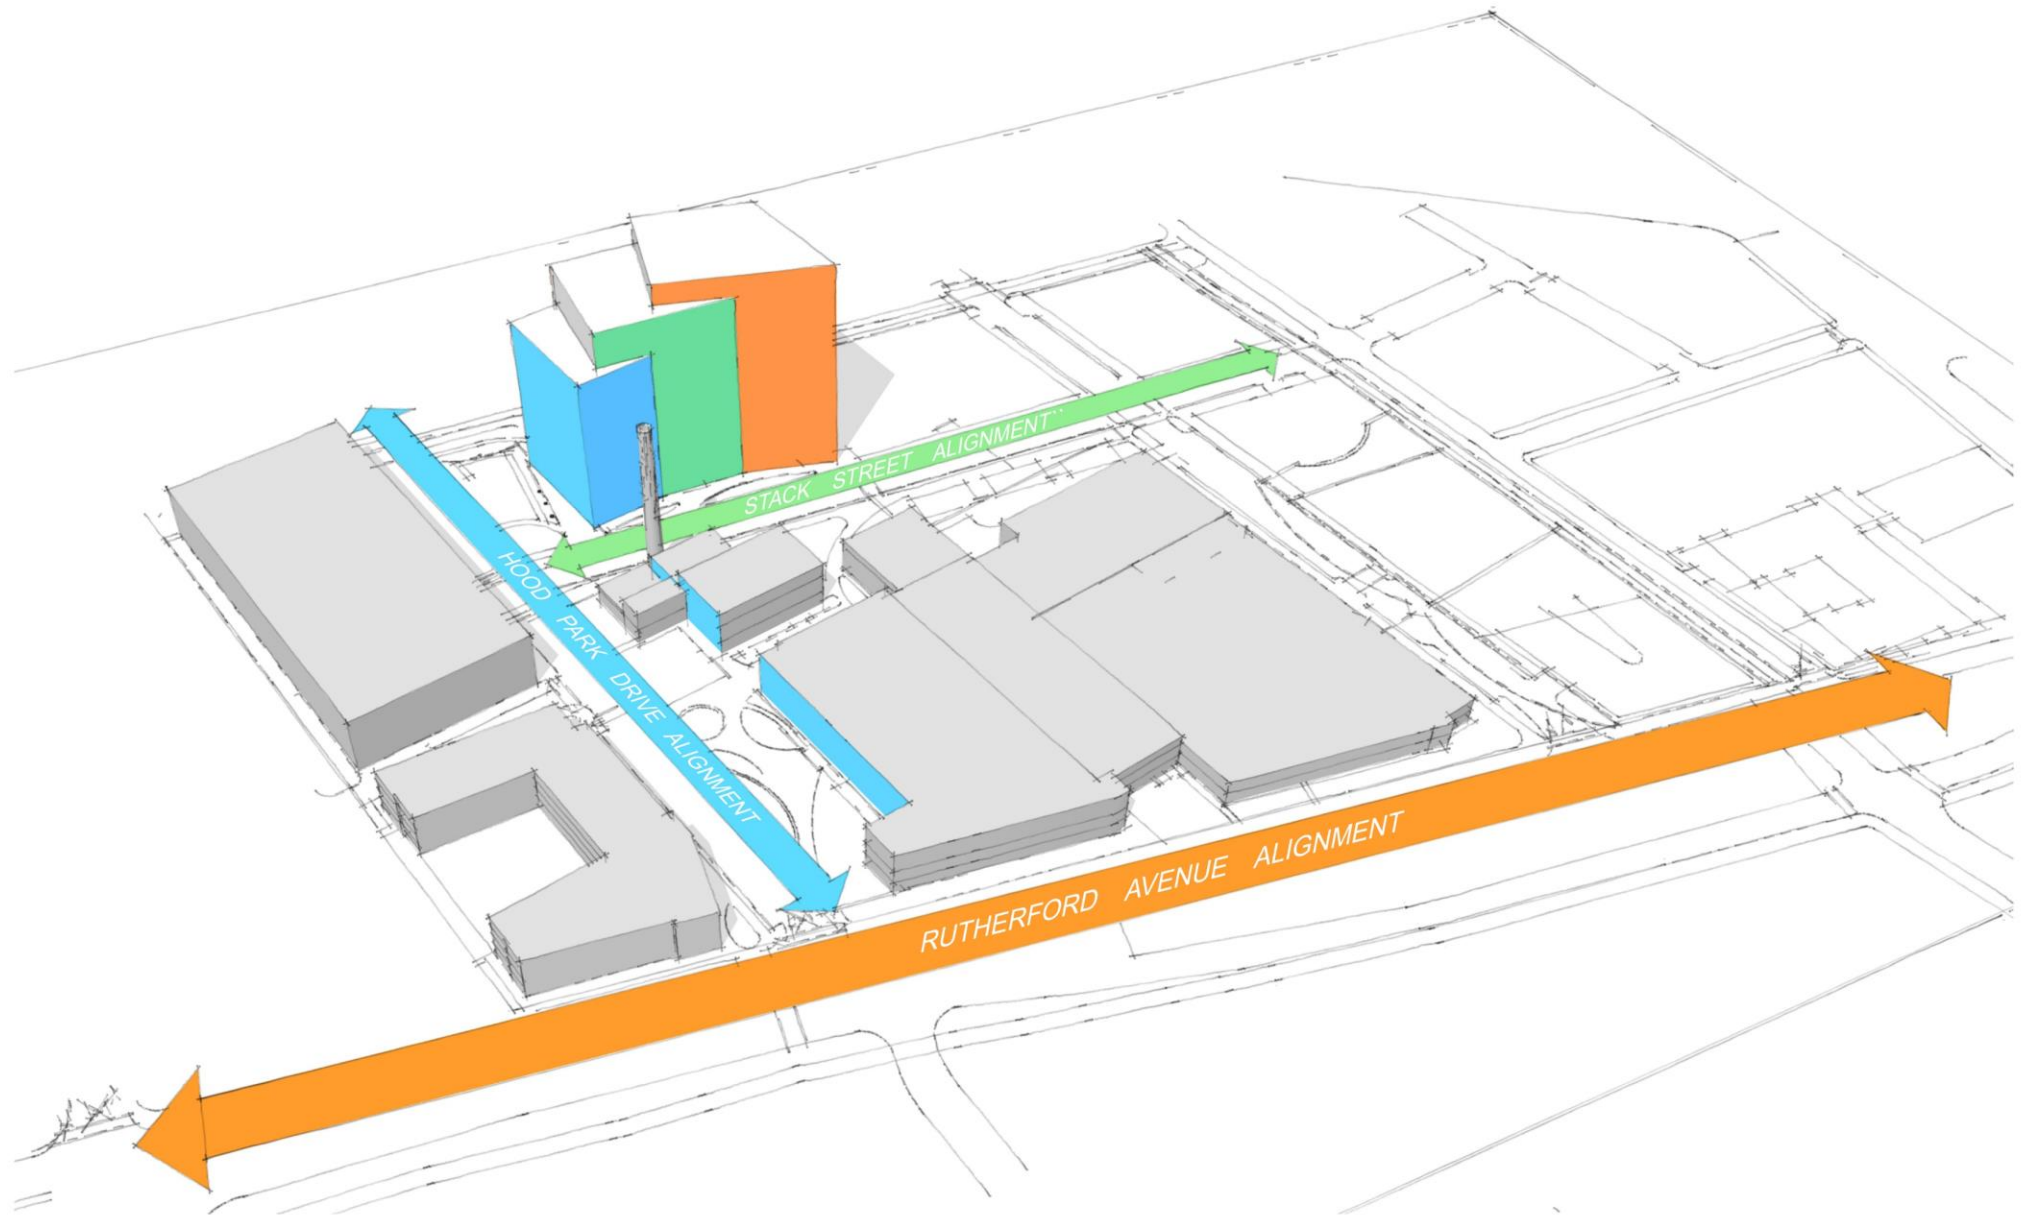 STACK STREET ALIGNMENT``
HOOD PARK DRIVE ALIGNMENT
RUTHERFORD AVENUE ALIGNMENT